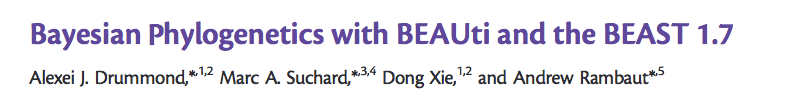 Bayesian Phylogenetics with BEAUti and the BEAST 1.7
Alexei J. Drummond,*,1,2 Marc A. Suchard,*,3,4 Dong Xie,1,2 and Andrew Rambaut*,5